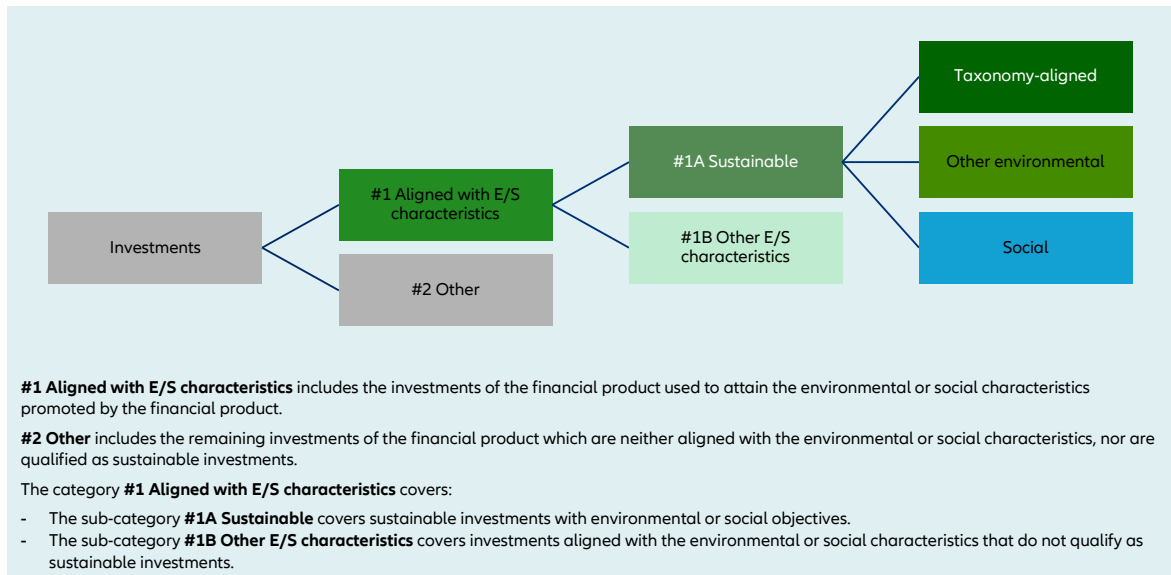 Taxonomy-aligned
#1A Sustainable
Other environmental
#1 Aligned with E/S
characteristics
Investments
#1B Other E/S
characteristics
Social
#2 Other
#1 Aligned with E/S characteristics includes the investments of the financial product used to attain the environmental or social characteristics
promoted by the financial product.
#2 Other includes the remaining investments of the financial product which are neither aligned with the environmental or social characteristics, nor are
qualified as sustainable investments.
The category #1 Aligned with E/S characteristics covers:
- The sub-category #1A Sustainable covers sustainable investments with environmental or social objectives.
- The sub-category #1B Other E/S characteristics covers investments aligned with the environmental or social characteristics that do not qualify as
sustainable investments.